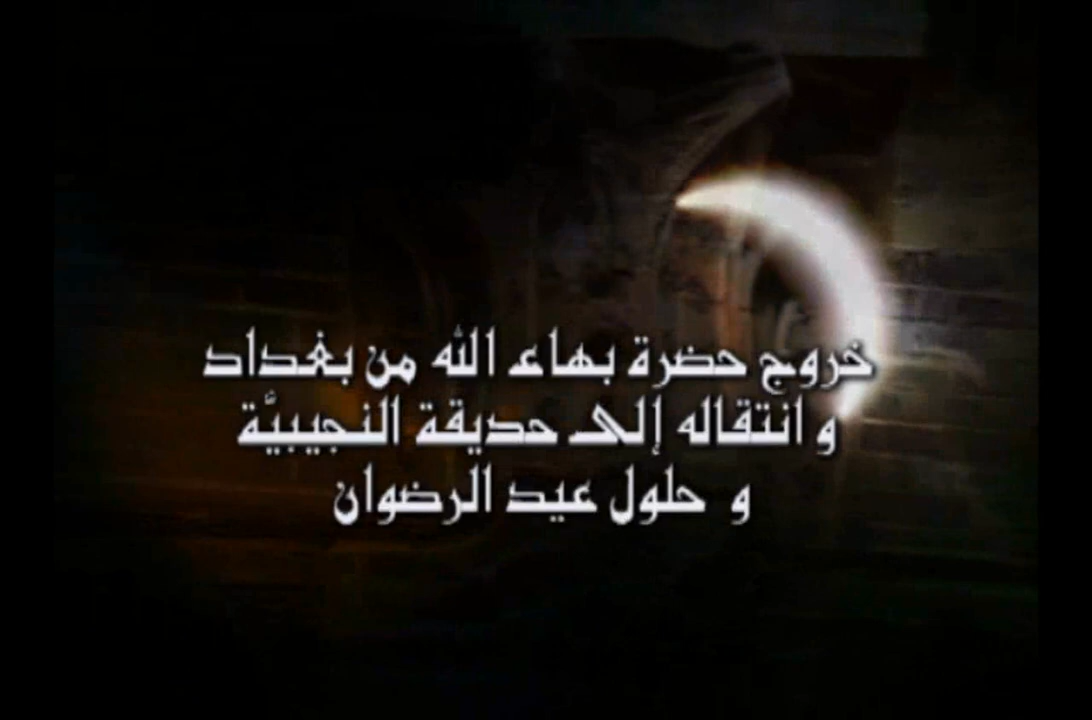 خروج حضرة بهاء الله من بغداد
و انتقاله إلى حديقة النجيبيَّة
و حلول عيد الرضوان